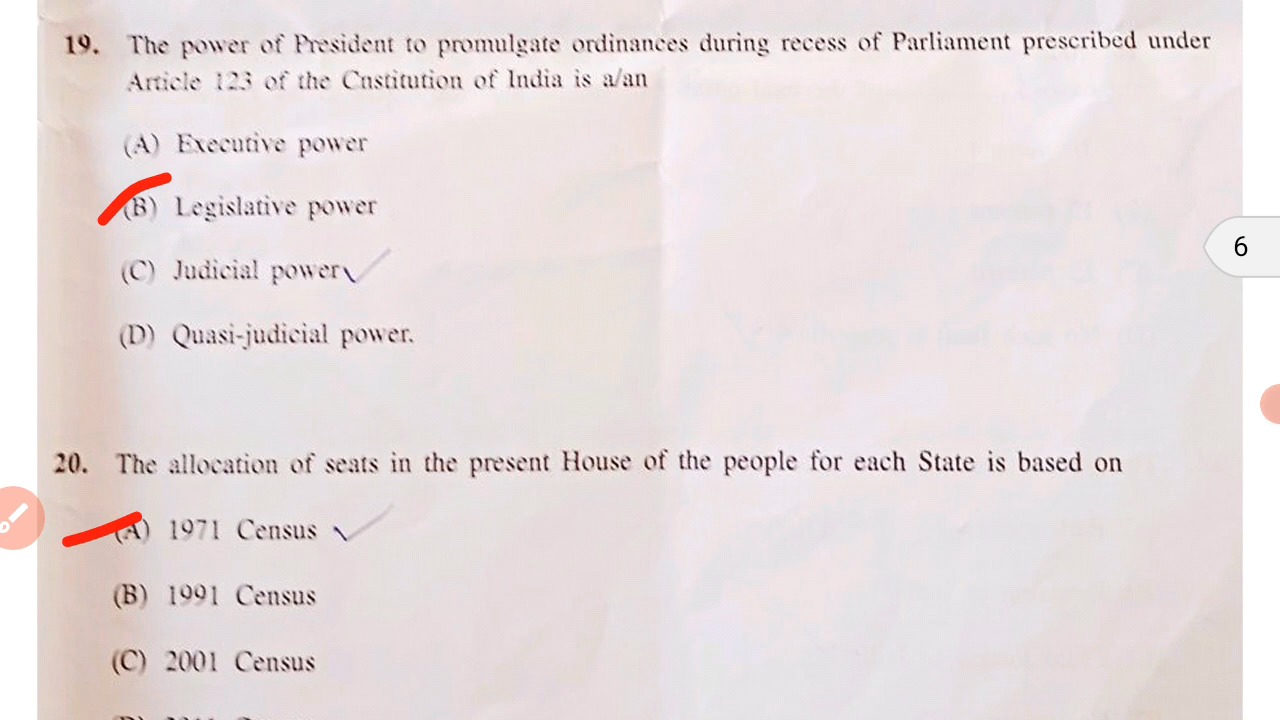 19. The power of President to promulgate ordinances during recess of Parliament prescribed under
Article 123 of the Cnstitution of India is a/an
(A) Executive power
(B) Legislative power
(C) Judicial power
(D) Quasi-judicial power.
6
20. The allocation of seats in the present House of the people for each State is based on
(A) 1971 Census
(B) 1991 Census
(C) 2001 Census